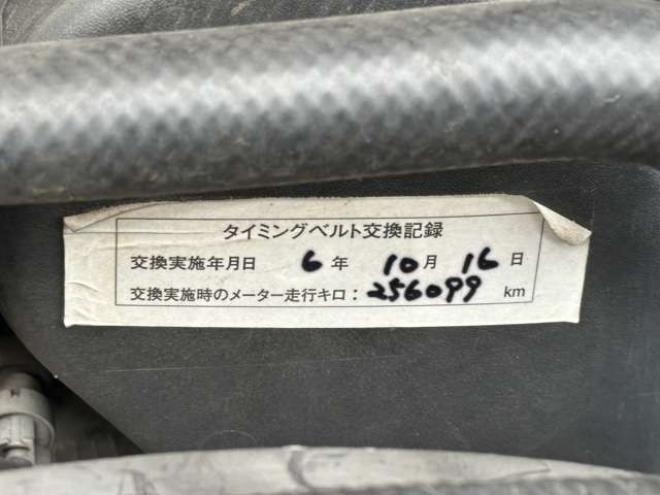 タイミングベルト交換記録
交換実施年月日 6年 10月 16日
交換実施時のメーター走行キロ：256099 km